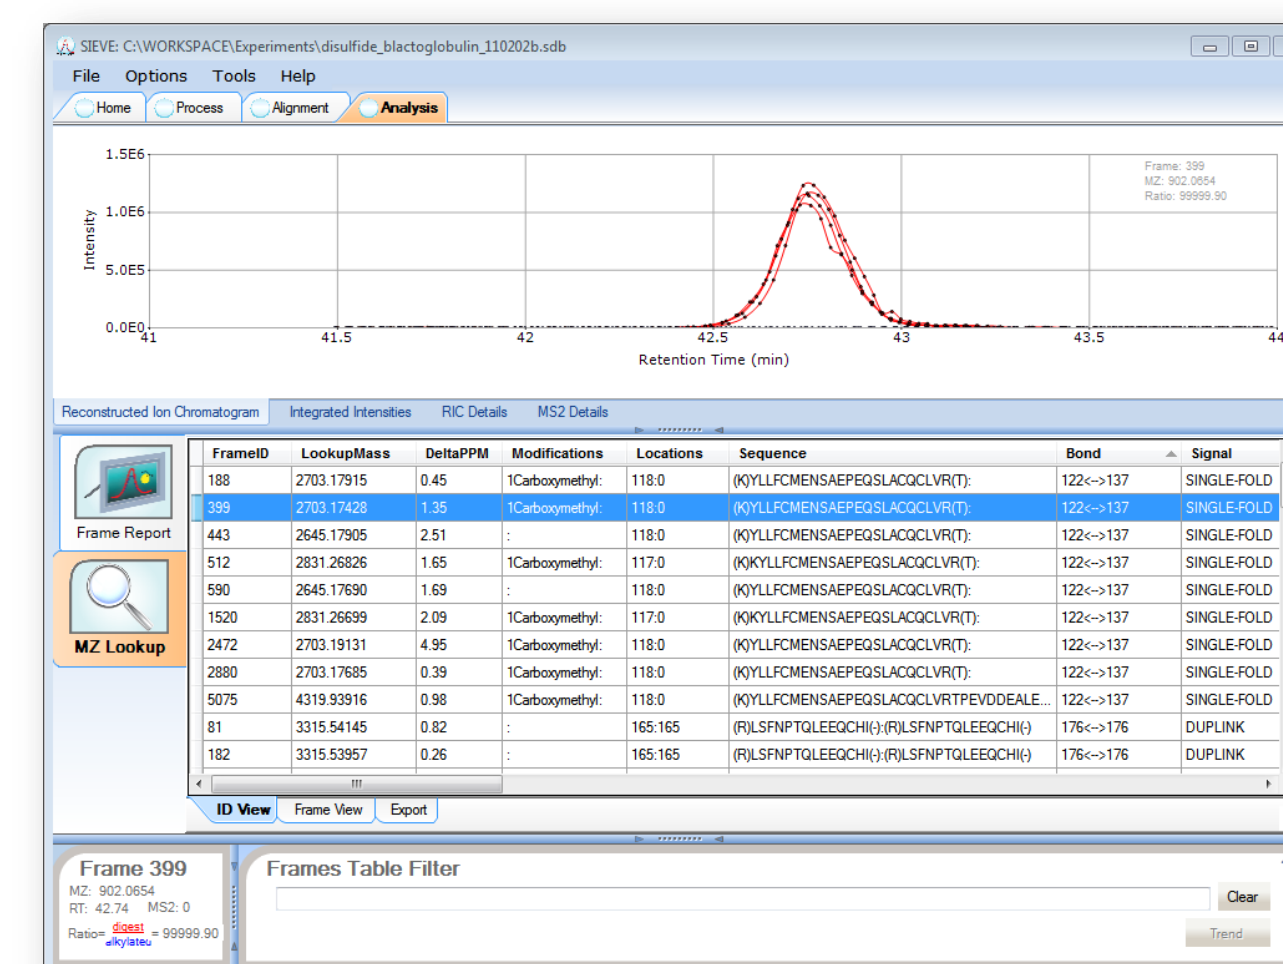 SIEVE: C:\WORKSPACE\Experiments\disulfide_blactoglobulin_110202b.sdb
File Options Tools Help
Home Process Alignment Analysis
1.5E6
1.0E6
5.0E5
0.0E0
Intensity
Frame: 399
MZ: 902.0654
Ratio: 99999.90
41 41.5 42 42.5 43 43.5 44
Retention Time (min)
Reconstructed Ion Chromatogram Integrated Intensities RIC Details MS2 Details
Frame Report
MZ Lookup
FrameID LookupMass DeltaPPM Modifications Locations Sequence Bond Signal
188 2703.17915 0.45 1Carboxymethyl: 118:0 (K)YLLFCMENSAEPEQSLACQCLVR(T): 122<-->137 SINGLE-FOLD
399 2703.17428 1.35 1Carboxymethyl: 118:0 (K)YLLFCMENSAEPEQSLACQCLVR(T): 122<-->137 SINGLE-FOLD
443 2645.17905 2.51 : 118:0 (K)YLLFCMENSAEPEQSLACQCLVR(T): 122<-->137 SINGLE-FOLD
512 2831.26826 1.65 1Carboxymethyl: 117:0 (K)KYLLFCMENSAEPEQSLACQCLVR(T): 122<-->137 SINGLE-FOLD
590 2645.17690 1.69 : 118:0 (K)YLLFCMENSAEPEQSLACQCLVR(T): 122<-->137 SINGLE-FOLD
1520 2831.26699 2.09 1Carboxymethyl: 117:0 (K)KYLLFCMENSAEPEQSLACQCLVR(T): 122<-->137 SINGLE-FOLD
2472 2703.19131 4.95 1Carboxymethyl: 118:0 (K)YLLFCMENSAEPEQSLACQCLVR(T): 122<-->137 SINGLE-FOLD
2880 2703.17685 0.39 1Carboxymethyl: 118:0 (K)YLLFCMENSAEPEQSLACQCLVR(T): 122<-->137 SINGLE-FOLD
5075 4319.93916 0.98 1Carboxymethyl: 118:0 (K)YLLFCMENSAEPEQSLACQCLVRTPEVDDEALE... 122<-->137 SINGLE-FOLD
81 3315.54145 0.82 : 165:165 (R)LSFNPTQLEEQCHI(-):(R)LSFNPTQLEEQCHI(-) 176<-->176 DUPLINK
182 3315.53957 0.26 : 165:165 (R)LSFNPTQLEEQCHI(-):(R)LSFNPTQLEEQCHI(-) 176<-->176 DUPLINK
ID View Frame View Export
Frame 399
MZ: 902.0654
RT: 42.74 MS2: 0
Ratio= digest = 99999.90
Frames Table Filter
Clear
Trend